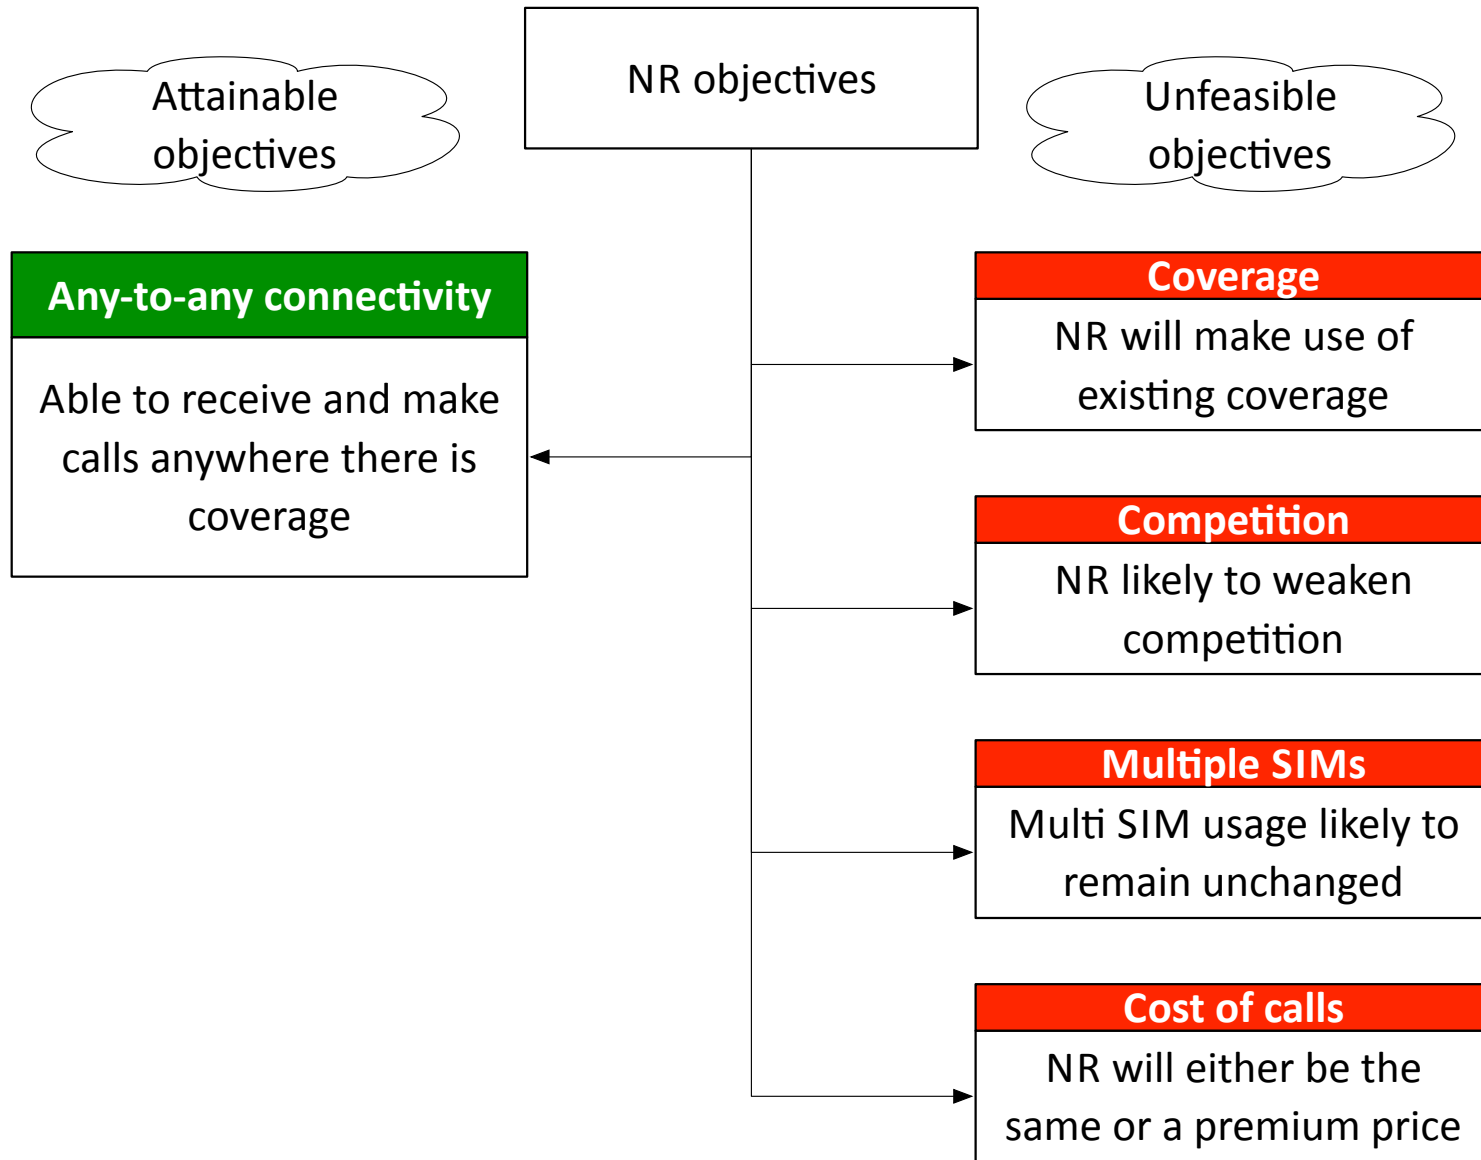 NR objectives
Attainable
objectives
Unfeasible
objectives
Any-to-any connectivity
Able to receive and make
calls anywhere there is
coverage
Coverage
NR will make use of
existing coverage
Competition
NR likely to weaken
competition
Multiple SIMs
Multi SIM usage likely to
remain unchanged
Cost of calls
NR will either be the
same or a premium price